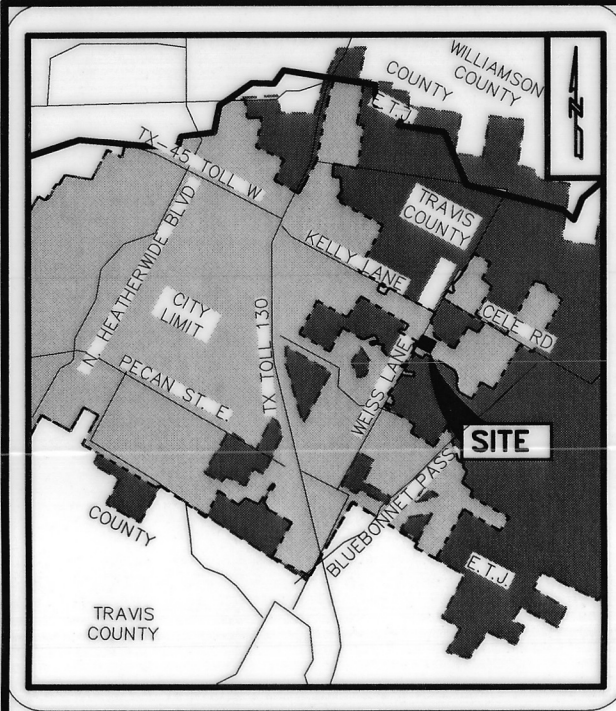 WILLIAMSON
COUNTY
COUNTY
E.T.J.
N
TX-45 TOLL W
TRAVIS
COUNTY
KELLY LANE
N HEATHERWIDE BLVD
CITY
LIMIT
CELE RD
TX TOLL 130
WEISS LANE
PECAN ST. E.
SITE
BLUEBONNET PASS
COUNTY
E.T.J.
TRAVIS
COUNTY